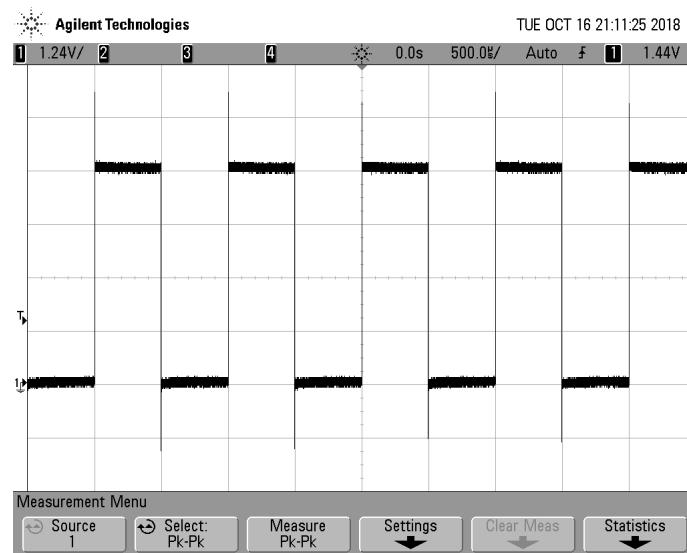 Agilent Technologies TUE OCT 16 21:11:25 2018
1 1.24V/ 2 3 4 0.0s 500.0㎲/ Auto 1 1.44V
T
1
Measurement Menu
Source Select: Measure Settings Clear Meas Statistics
1 Pk-Pk Pk-Pk